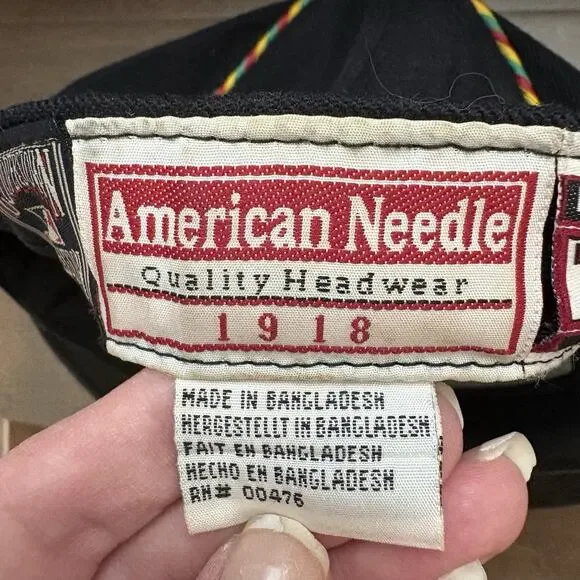 American Needle
Quality Headwear
1918
MADE IN BANGLADESH
HERGESTELLT IN BANGLADESH
FAIT EN BANGLADESH
HECHO EN BANGLADESH
RN# 00476